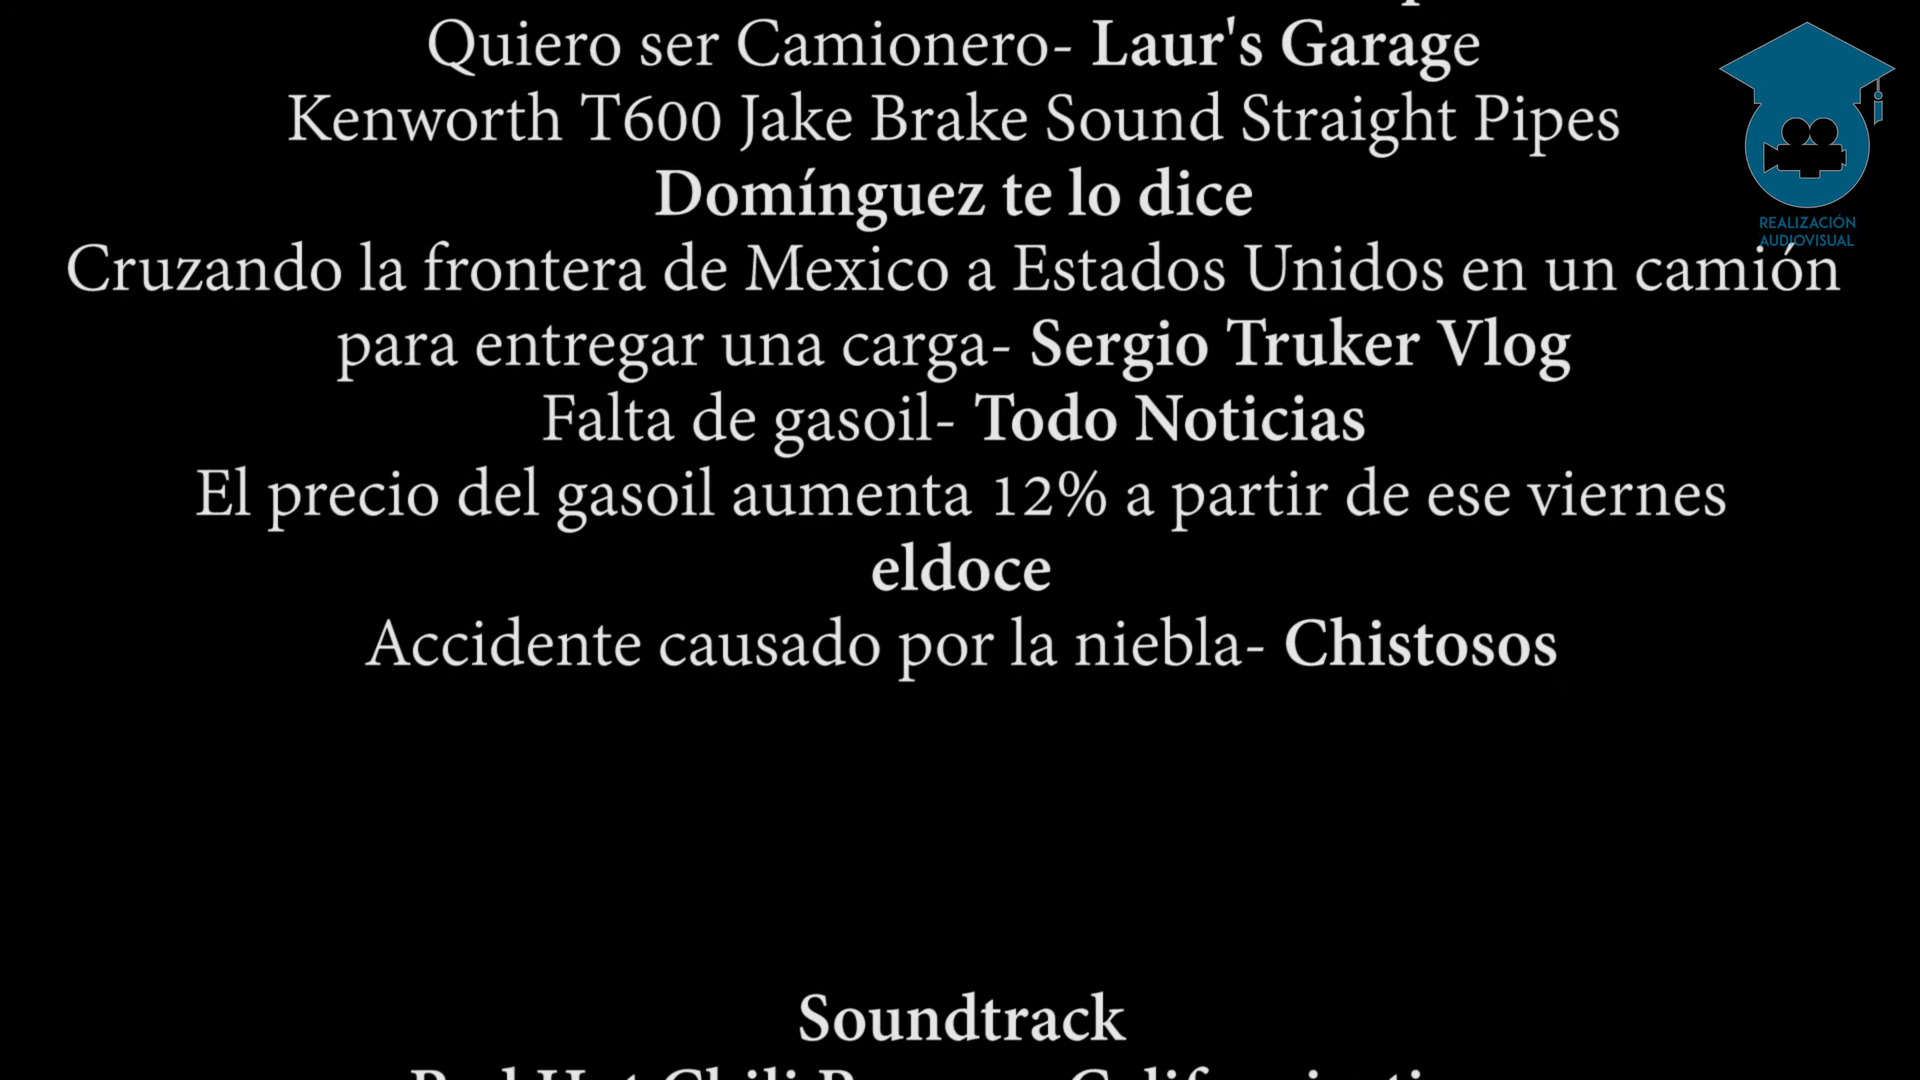 Quiero ser Camionero- Laur's Garage
Kenworth T600 Jake Brake Sound Straight Pipes
Domínguez te lo dice
REALIZACIÓN
AUDIOVISUAL
Cruzando la frontera de Mexico a Estados Unidos en un camión
para entregar una carga- Sergio Truker Vlog
Falta de gasoil- Todo Noticias
El precio del gasoil aumenta 12% a partir de ese viernes
eldoce
Accidente causado por la niebla- Chistosos
Soundtrack
Red Hot Chili